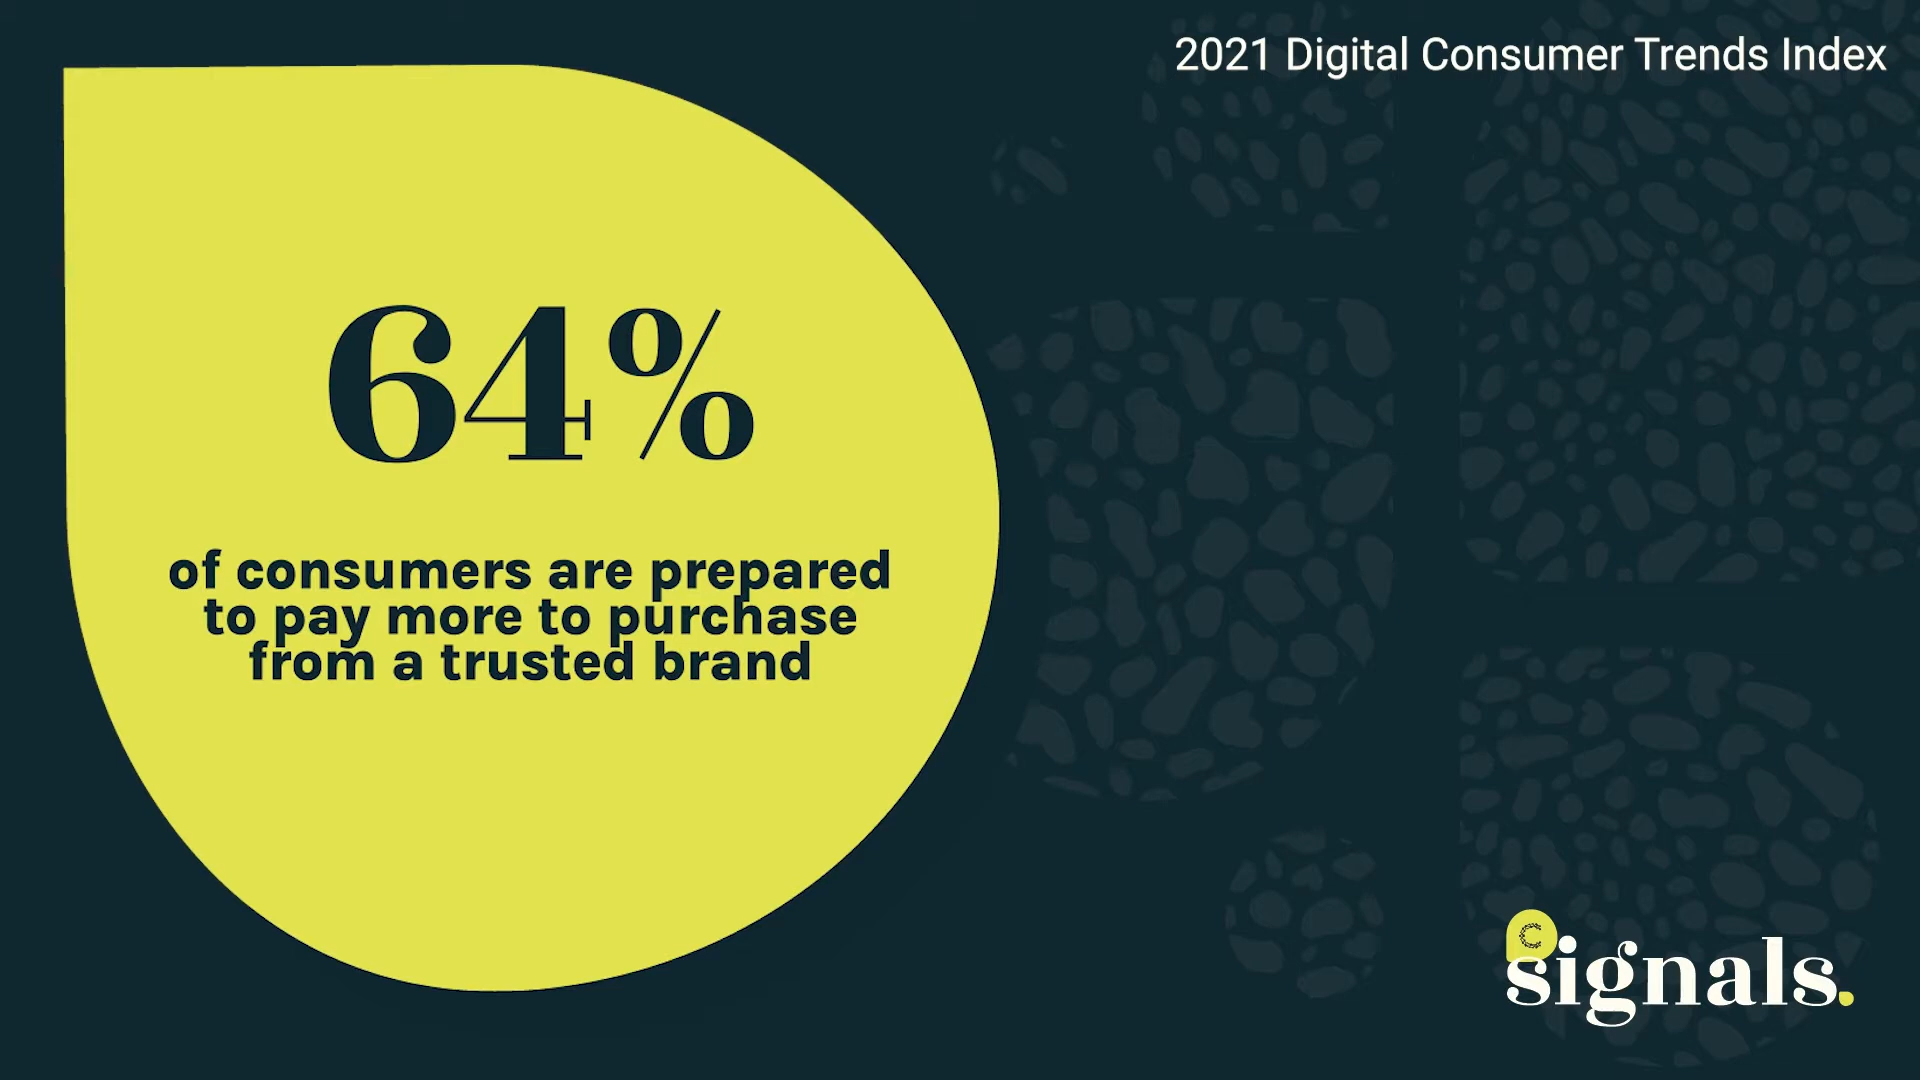 2021 Digital Consumer Trends Index
64%
of consumers are prepared
to pay more to purchase
from a trusted brand
C
signals.